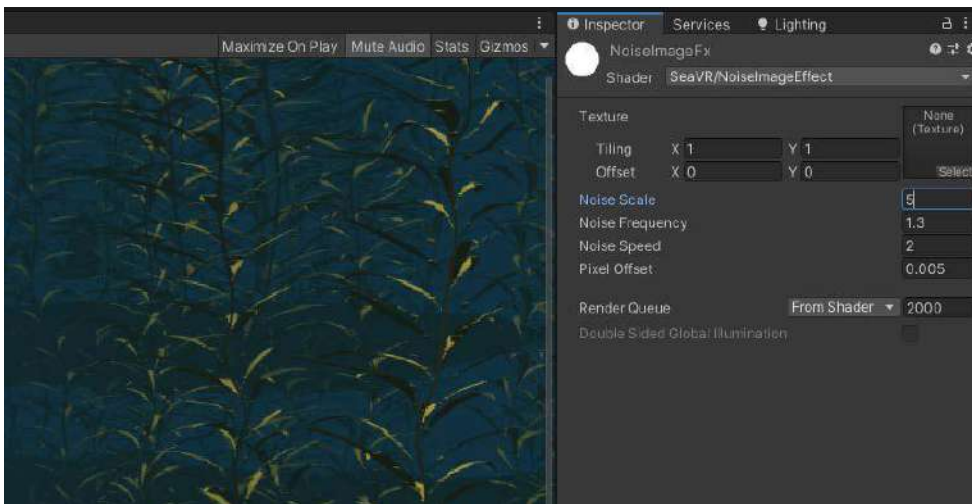 Inspector Services Lighting
Maximize On Play Mute Audio Stats Gizmos
NoiseImageFx
Shader SeaVR/NoiseImageEffect
Texture
None
(Texture)
Tiling X 1 Y 1
Offset X 0 Y 0
Select
Noise Scale 5
Noise Frequency 1.3
Noise Speed 2
Pixel Offset 0.005
Render Queue From Shader 2000
Double Sided Global Illumination